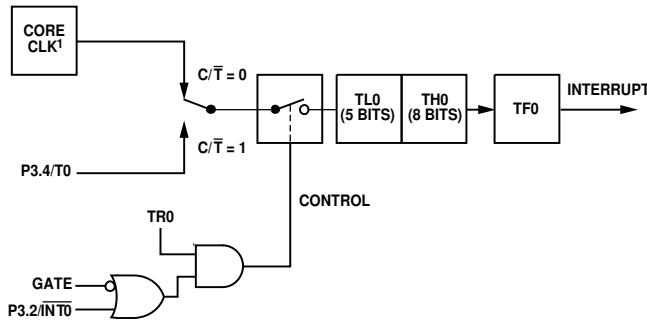 CORE
CLK¹
C/T̅ = 0
C/T̅ = 1
P3.4/T0
TL0
(5 BITS)
TH0
(8 BITS)
TF0
INTERRUPT
CONTROL
TR0
GATE
P3.2/I̅N̅T̅0̅